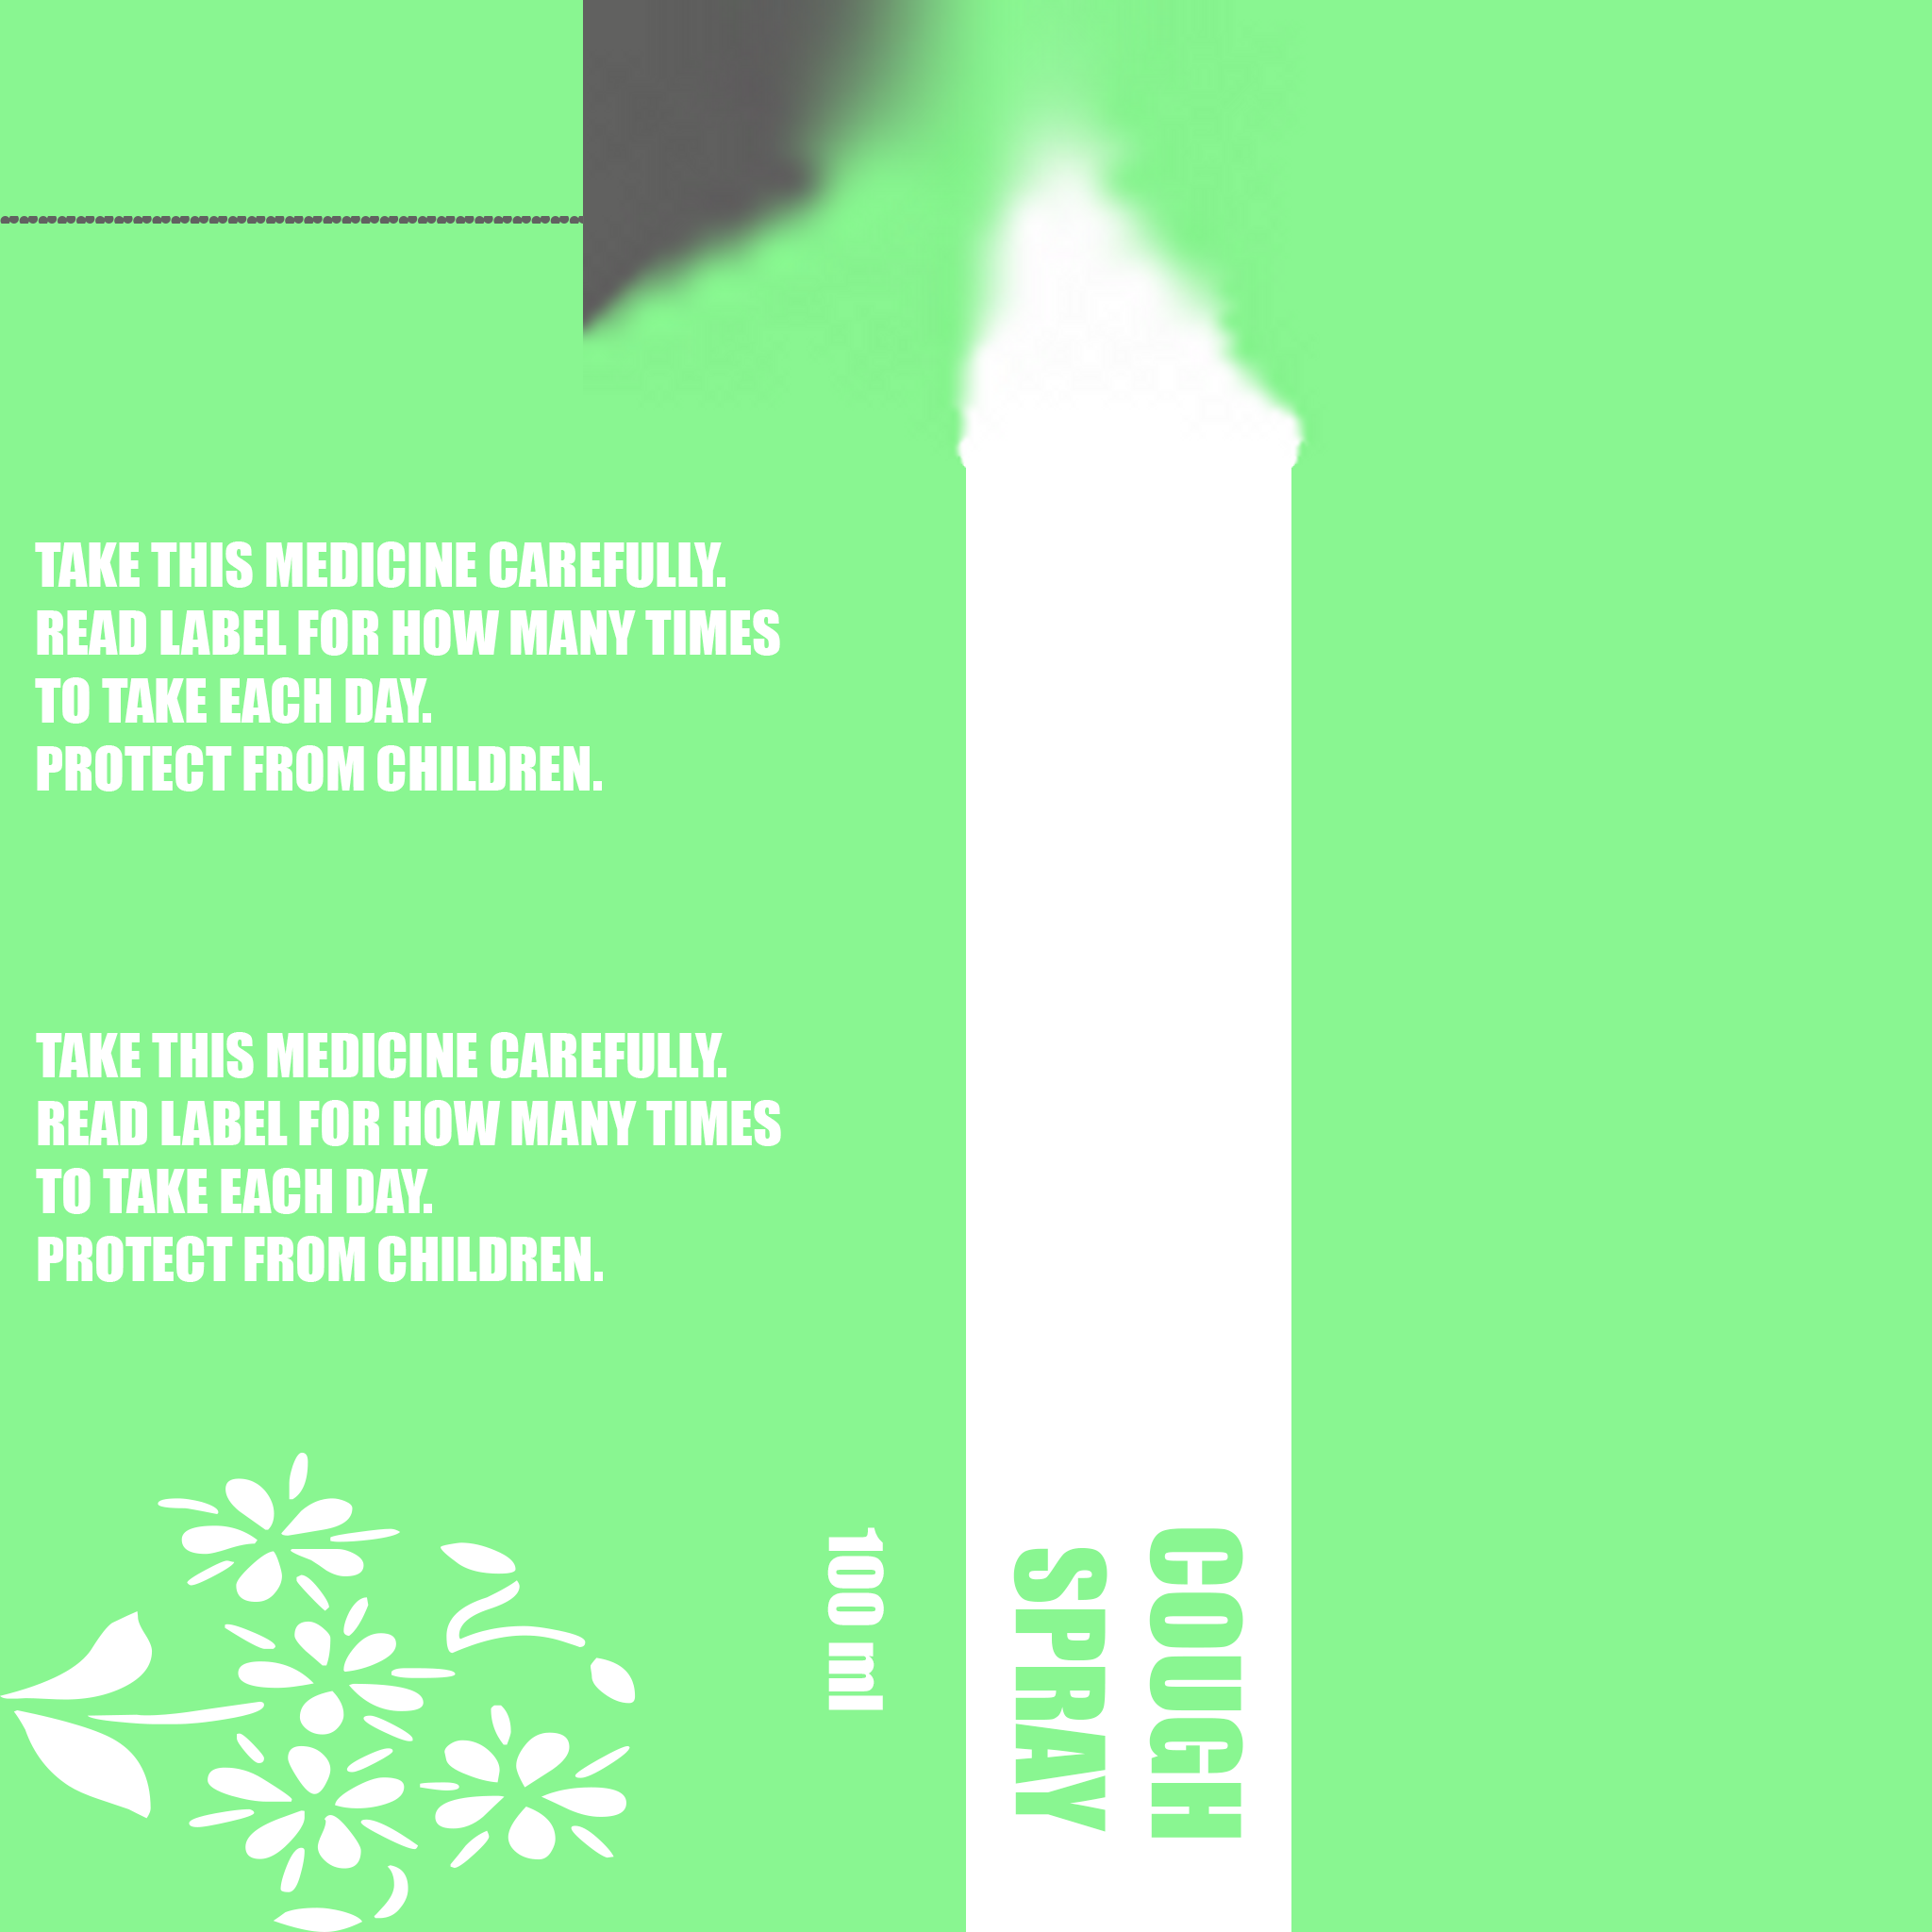 TAKE THIS MEDICINE CAREFULLY.
READ LABEL FOR HOW MANY TIMES
TO TAKE EACH DAY.
PROTECT FROM CHILDREN.
TAKE THIS MEDICINE CAREFULLY.
READ LABEL FOR HOW MANY TIMES
TO TAKE EACH DAY.
PROTECT FROM CHILDREN.
COUGH
SPRAY
100 ml